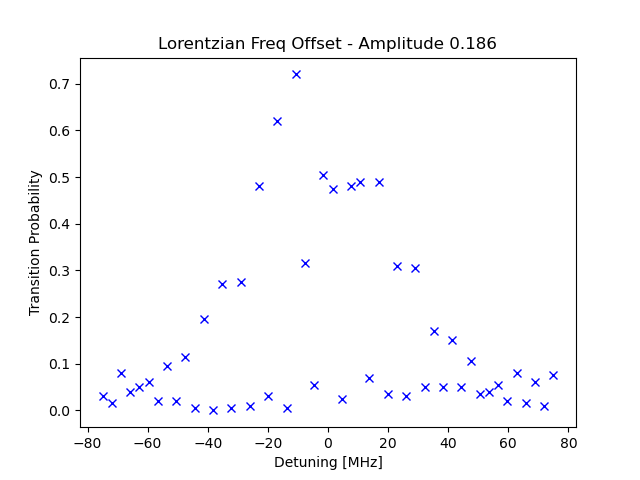 Lorentzian Freq Offset - Amplitude 0.186
Transition Probability
0.7
0.6
0.5
0.4
0.3
0.2
0.1
0.0
−80 −60 −40 −20 0 20 40 60 80
Detuning [MHz]